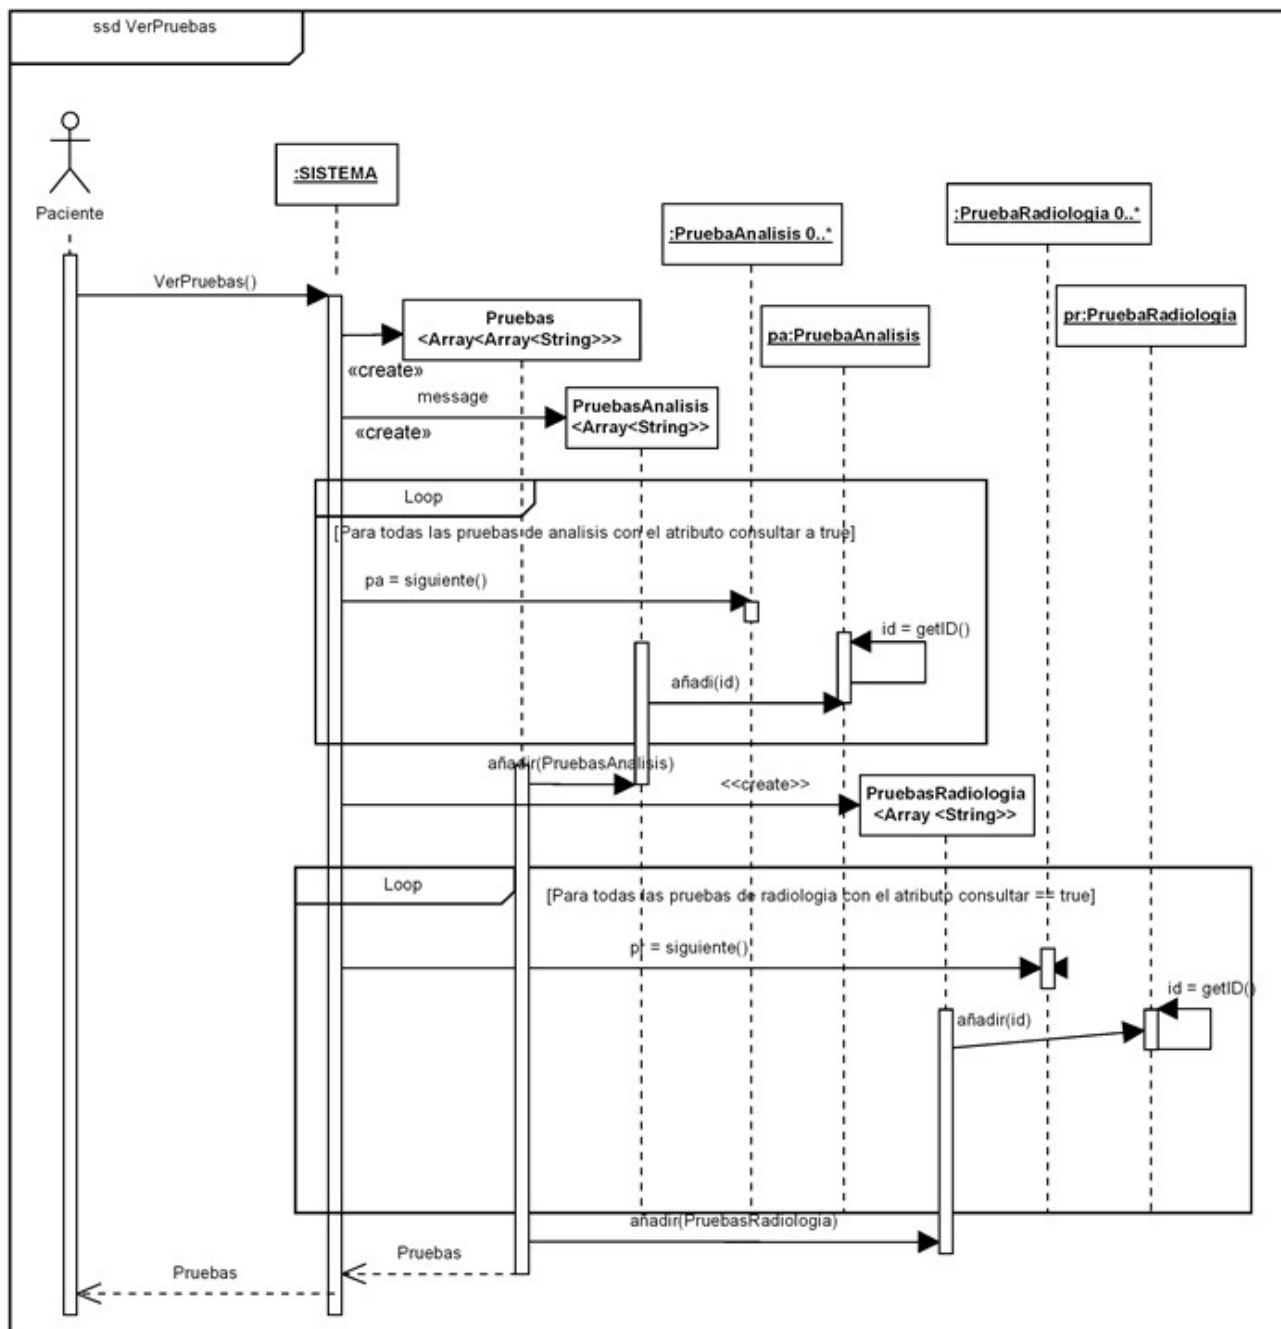 ssd VerPruebas
Paciente
:SISTEMA
:PruebaAnalisis 0..*
:PruebaRadiologia 0..*
VerPruebas()
Pruebas
<Array<Array<String>>>
pa:PruebaAnalisis
pr:PruebaRadiologia
«create»
message
PruebasAnalisis
<Array<String>>
«create»
Loop
[Para todas las pruebas de analisis con el atributo consultar a true]
pa = siguiente()
id = getID()
añadi(id)
añadir(PruebasAnalisis)
<<create>>
PruebasRadiologia
<Array <String>>
Loop
[Para todas las pruebas de radiologia con el atributo consultar == true]
pr = siguiente()
id = getID()
añadir(id)
añadir(PruebasRadiologia)
Pruebas
Pruebas